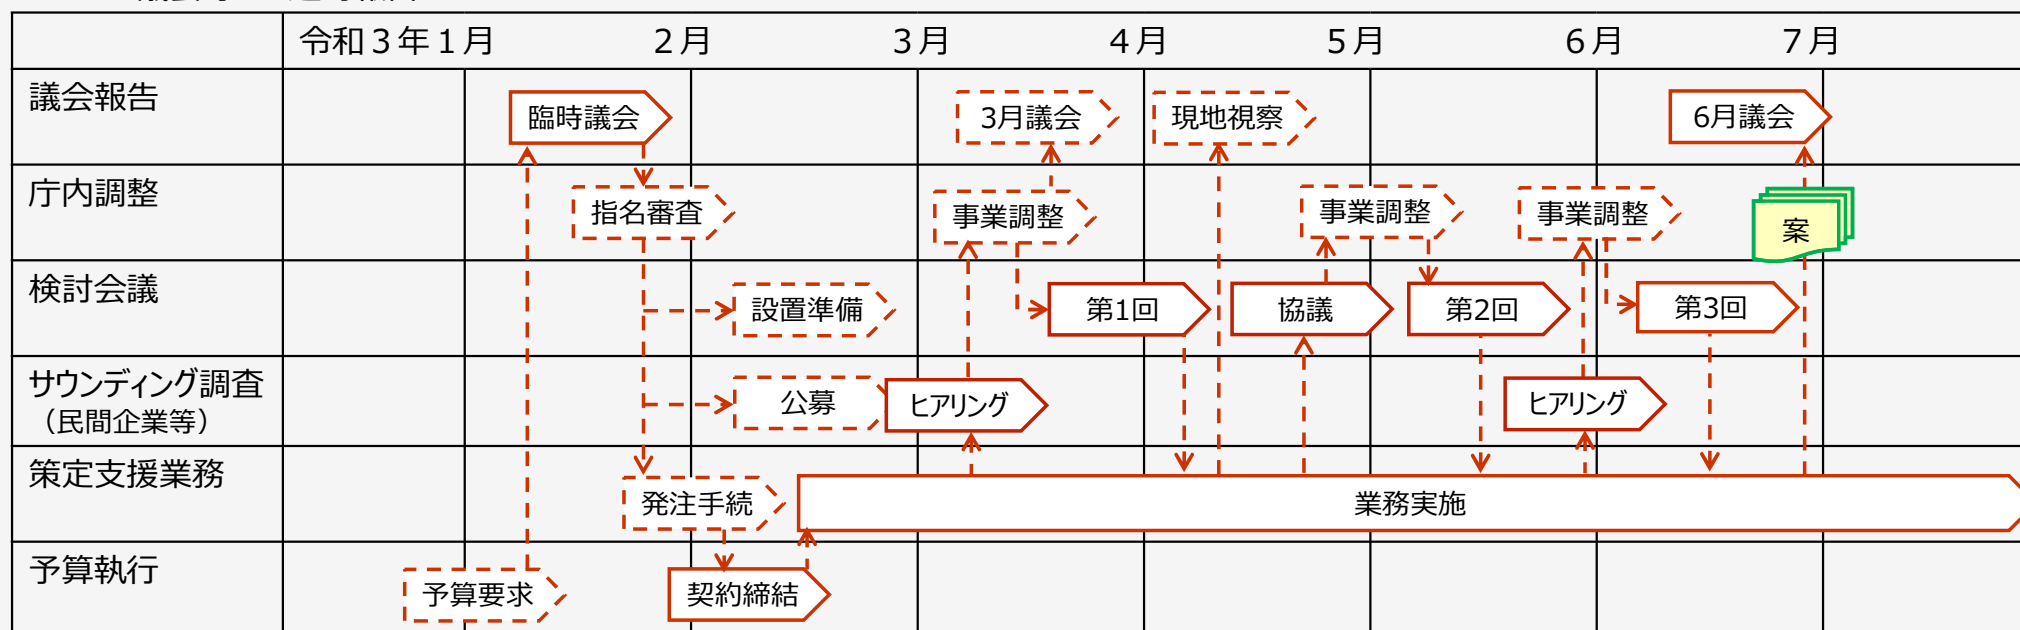 令和３年１月 ２月 ３月 ４月 ５月 ６月 ７月
議会報告 臨時議会 3月議会 現地視察 6月議会
庁内調整 指名審査 事業調整 事業調整 事業調整 案
検討会議 設置準備 第1回 協議 第2回 第3回
サウンディング調査 公募 ヒアリング ヒアリング
（民間企業等）
策定支援業務 発注手続 業務実施
予算執行 予算要求 契約締結